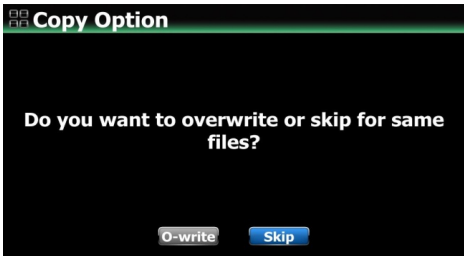 Copy Option
Do you want to overwrite or skip for same
files?
O-write Skip